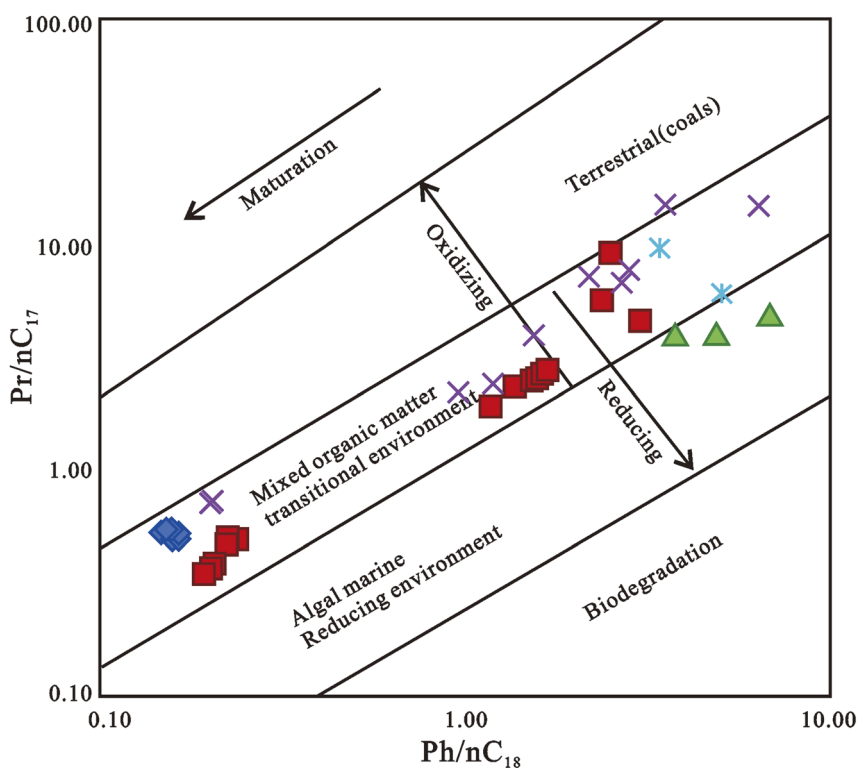 100.00
10.00
1.00
0.10
Pr/nC17
Maturation
Terrestrial(coals)
Oxidizing
Reducing
Mixed organic matter
transitional environment
Algal marine
Reducing environment
Biodegradation
0.10
1.00
10.00
Ph/nC18